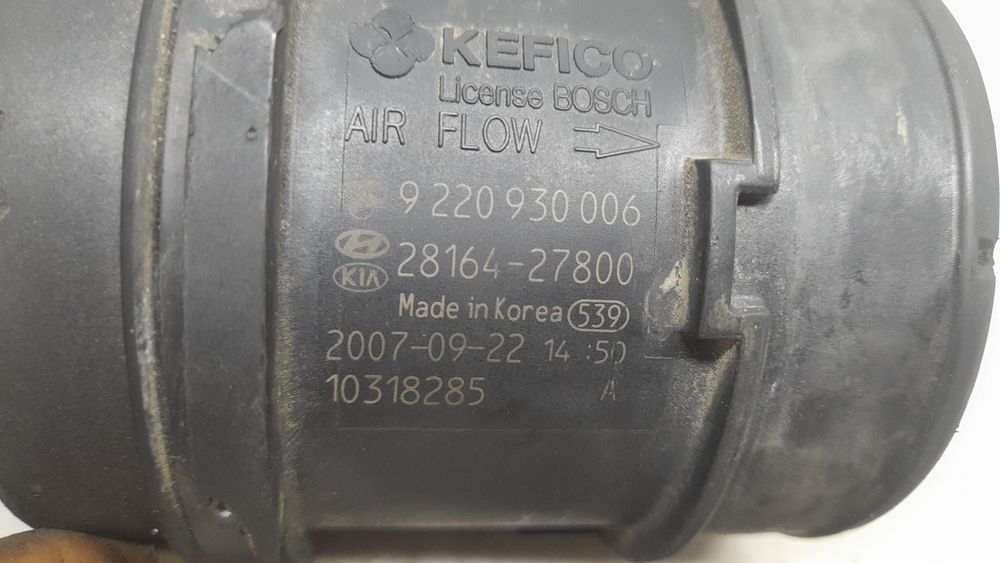 KEFICO
License BOSCH
AIR FLOW
9 220 930 006
28164-27800
KIA
Made in Korea 539
2007-09-22 14:50
10318285 A